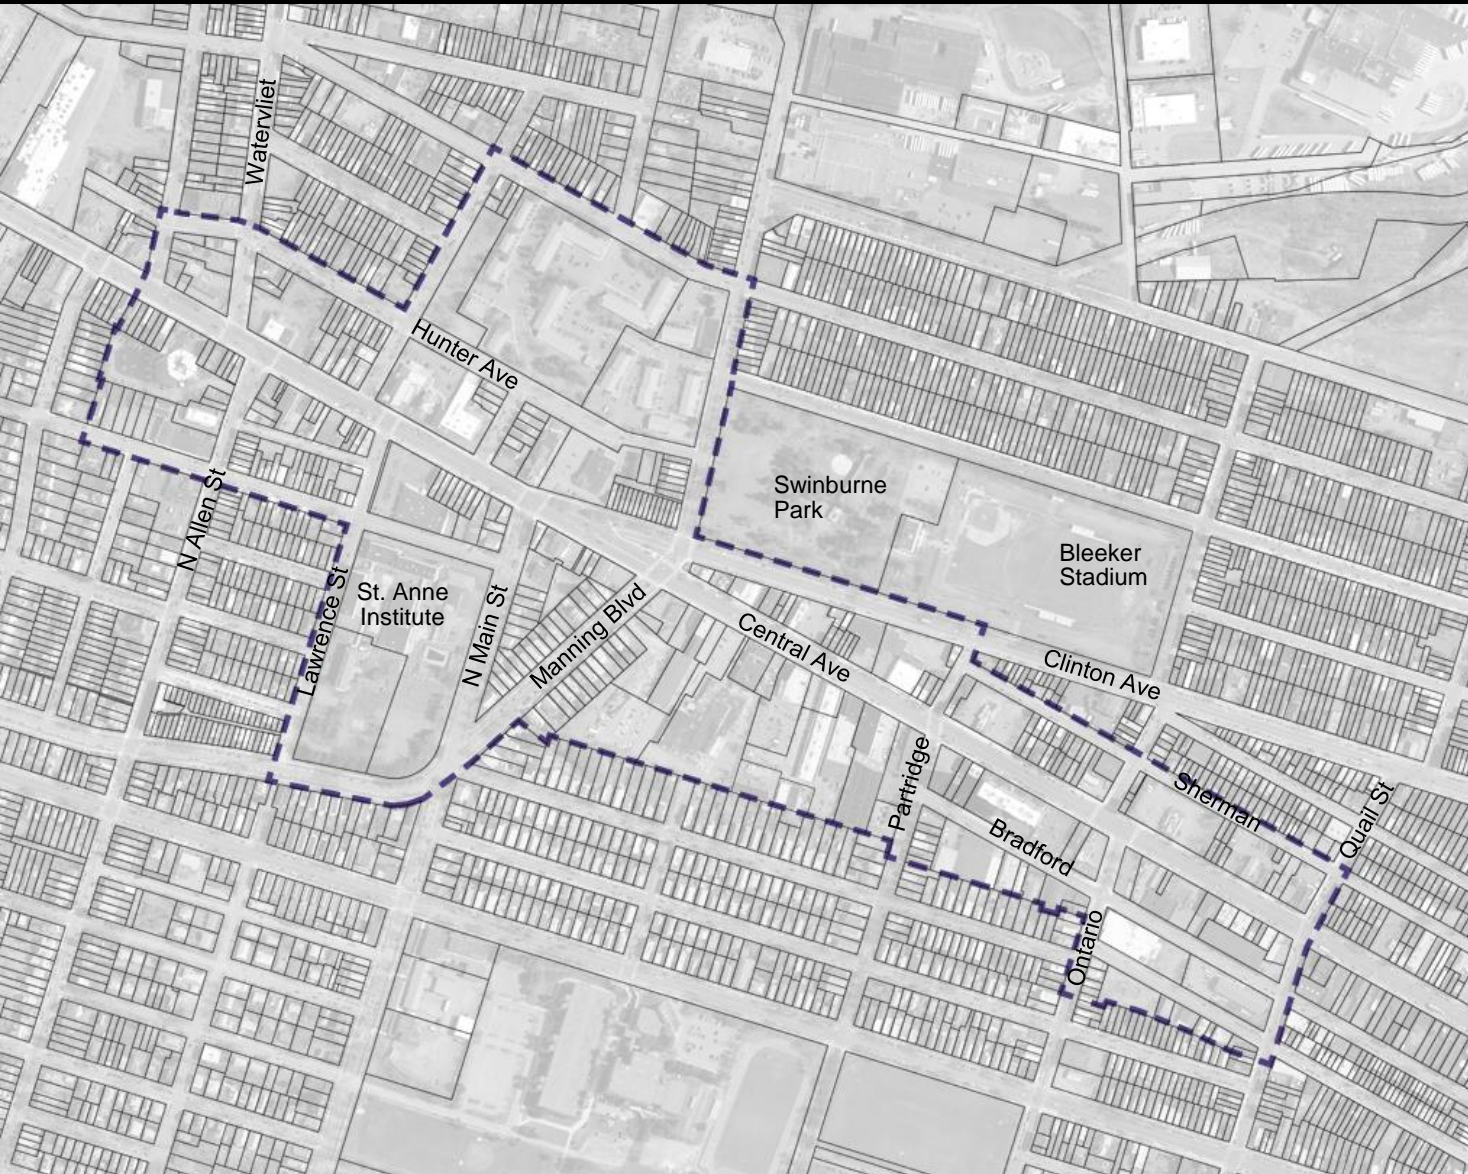 Watervliet
Hunter Ave
Swinburne
Park
Bleeker
Stadium
N Allen St
Lawrence St
St. Anne
Institute
N Main St
Manning Blvd
Central Ave
Clinton Ave
Partridge
Sherman
Bradford
Quail St
Ontario